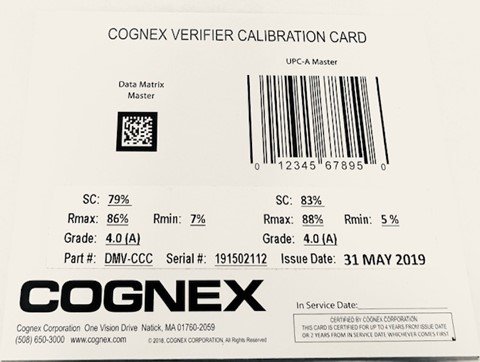 COGNEX VERIFIER CALIBRATION CARD
UPC-A Master
Data Matrix
Master
0 12345 67895 0
SC: 79% SC: 83%
Rmax: 86% Rmin: 7% Rmax: 88% Rmin: 5 %
Grade: 4.0 (A) Grade: 4.0 (A)
Part #: DMV-CCC Serial #: 191502112 Issue Date: 31 MAY 2019
COGNEX
In Service Date:
Cognex Corporation One Vision Drive Natick, MA 01760-2059
(508) 650-3000 www.cognex.com
© 2018, COGNEX CORPORATION. All Rights Reserved.
CERTIFIED BY COGNEX CORPORATION.
THIS CARD IS CERTIFIED FOR UP TO 4 YEARS FROM ISSUE DATE
OR 2 YEARS FROM IN SERVICE DATE, WHICHEVER COMES FIRST.